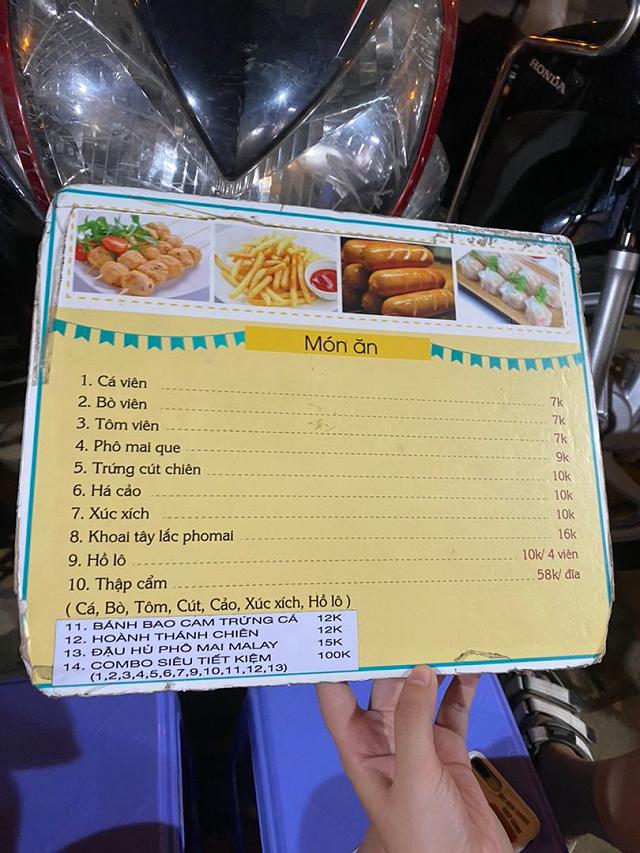 HONDA
Món ăn
1. Cá viên 7k
2. Bò viên 7k
3. Tôm viên 7k
4. Phô mai que 9k
5. Trứng cút chiên 10k
6. Há cảo 10k
7. Xúc xích 10k
8. Khoai tây lắc phomai 16k
9. Hồ lô 10k/ 4 viên
10. Thập cẩm 58k/ đĩa
( Cá, Bò, Tôm, Cút, Cảo, Xúc xích, Hồ lô )
11. BÁNH BAO CAM TRỨNG CÁ 12K
12. HOÀNH THÁNH CHIÊN 12K
13. ĐẬU HỦ PHÔ MAI MALAY 15K
14. COMBO SIÊU TIẾT KIỆM 100K
(1,2,3,4,5,6,7,9,10,11,12,13)